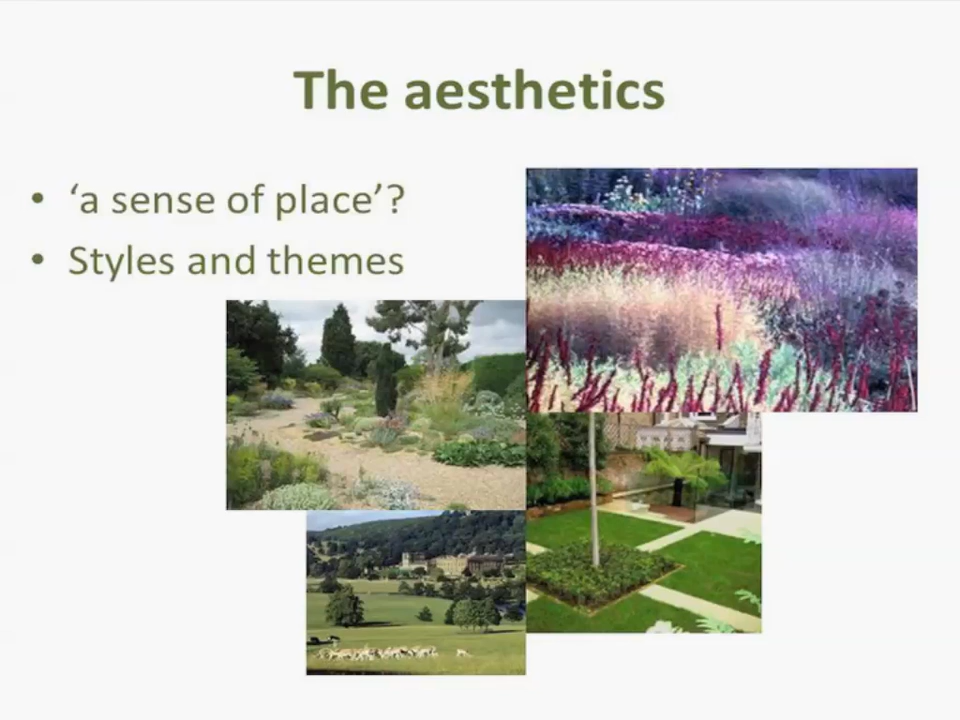 The aesthetics
• ‘a sense of place’?
• Styles and themes